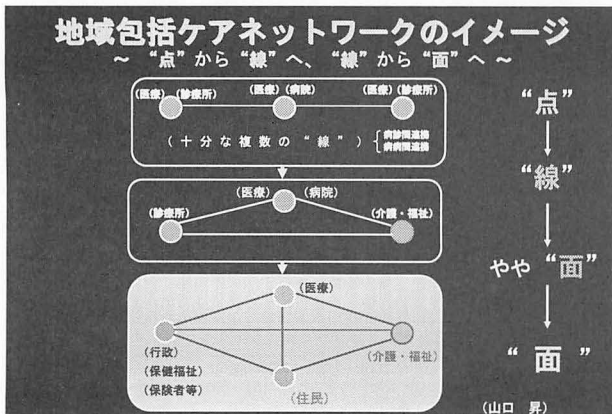 地域包括ケアネットワークのイメージ
～ “点” から “線” へ、 “線” から “面” へ ～
(医療) (診療所) (医療) (病院) (医療) (診療所)
( 十 分 な 複 数 の “ 線 ” ) { 病診間連携
病病間連携
(医療) (病院)
(診療所) (介護・福祉)
(医療)
(行政)
(保健福祉)
(保険者等)
(介護・福祉)
(住民)
“点”
“線”
やや “面”
“ 面 ”
(山口 昇)